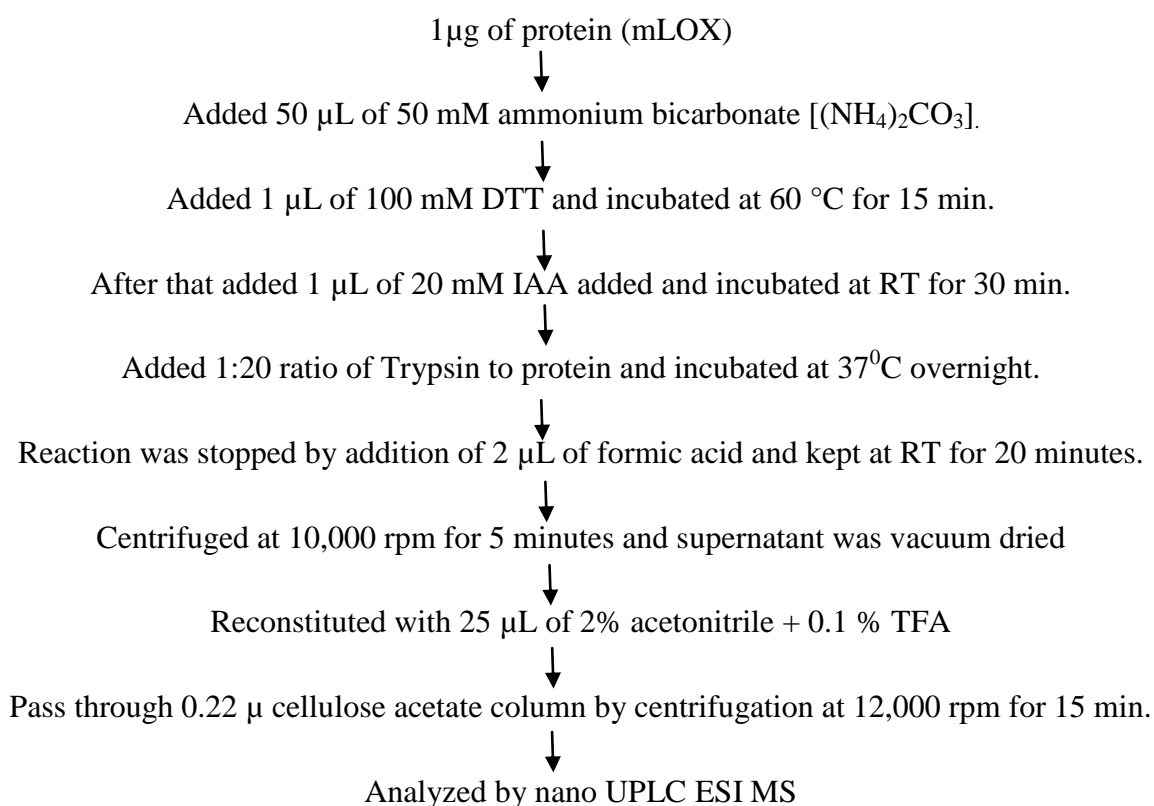 1µg of protein (mLOX)
Added 50 µL of 50 mM ammonium bicarbonate [(NH₄)₂CO₃].
Added 1 µL of 100 mM DTT and incubated at 60 °C for 15 min.
After that added 1 µL of 20 mM IAA added and incubated at RT for 30 min.
Added 1:20 ratio of Trypsin to protein and incubated at 37⁰C overnight.
Reaction was stopped by addition of 2 µL of formic acid and kept at RT for 20 minutes.
Centrifuged at 10,000 rpm for 5 minutes and supernatant was vacuum dried
Reconstituted with 25 µL of 2% acetonitrile + 0.1 % TFA
Pass through 0.22 µ cellulose acetate column by centrifugation at 12,000 rpm for 15 min.
Analyzed by nano UPLC ESI MS